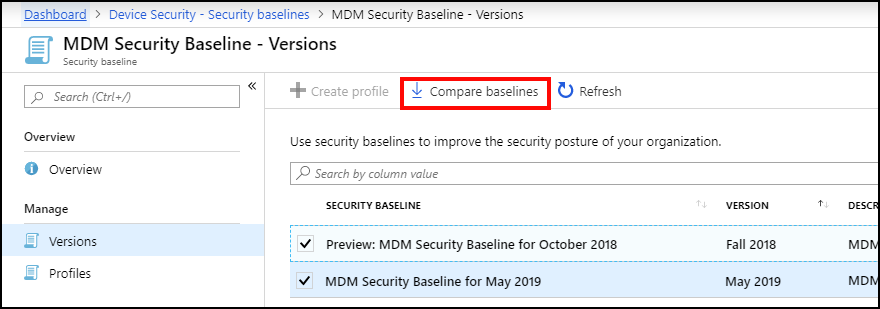 Dashboard > Device Security - Security baselines > MDM Security Baseline - Versions
MDM Security Baseline - Versions
Security baseline
Search (Ctrl+/)
Overview
Overview
Manage
Versions
Profiles
Create profile Compare baselines Refresh
Use security baselines to improve the security posture of your organization.
Search by column value
SECURITY BASELINE VERSION DESCR
Preview: MDM Security Baseline for October 2018 Fall 2018 MDM
MDM Security Baseline for May 2019 May 2019 MDM